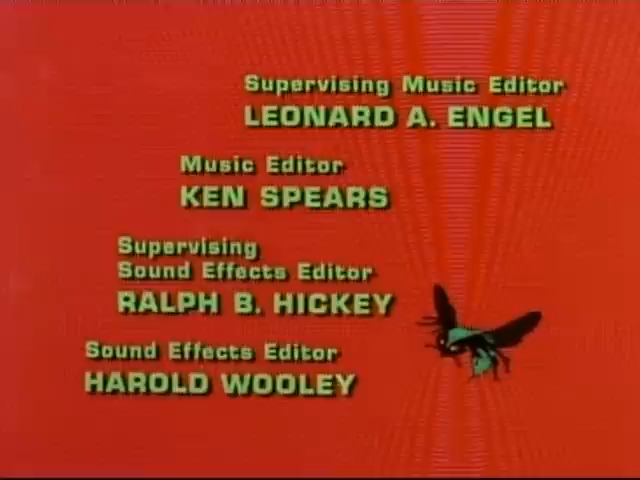 Supervising Music Editor
LEONARD A. ENGEL
Music Editor
KEN SPEARS
Supervising
Sound Effects Editor
RALPH B. HICKEY
Sound Effects Editor
HAROLD WOOLEY